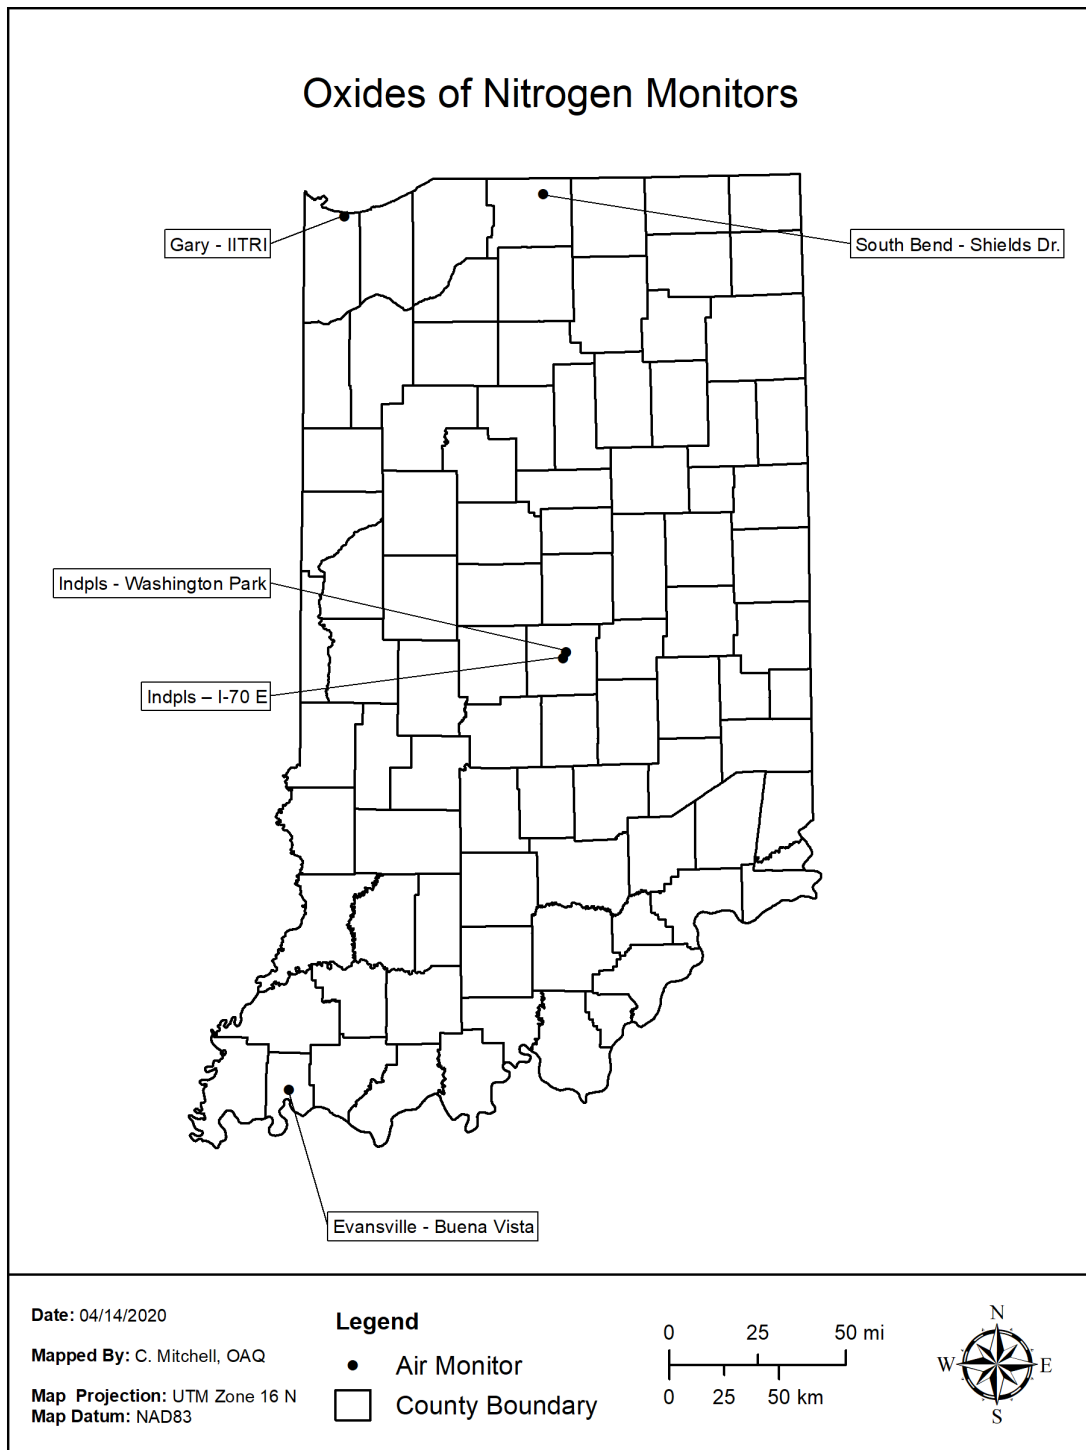 Oxides of Nitrogen Monitors
Gary - IITRI
South Bend - Shields Dr.
Indpls - Washington Park
Indpls – I-70 E
Evansville - Buena Vista
Date: 04/14/2020
Mapped By: C. Mitchell, OAQ
Map Projection: UTM Zone 16 N
Map Datum: NAD83
Legend
Air Monitor
County Boundary
0 25 50 mi
0 25 50 km
N
W E
S